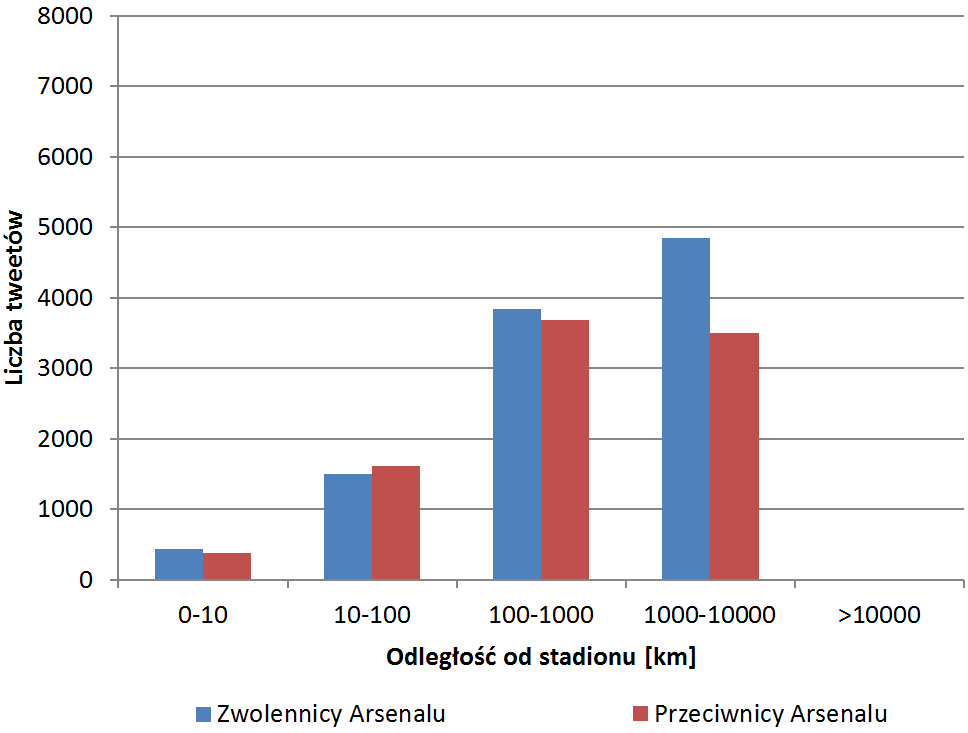 8000
7000
6000
5000
4000
3000
2000
1000
0
Liczba tweetów
0-10 10-100 100-1000 1000-10000 >10000
Odległość od stadionu [km]
Zwolennicy Arsenalu Przeciwnicy Arsenalu